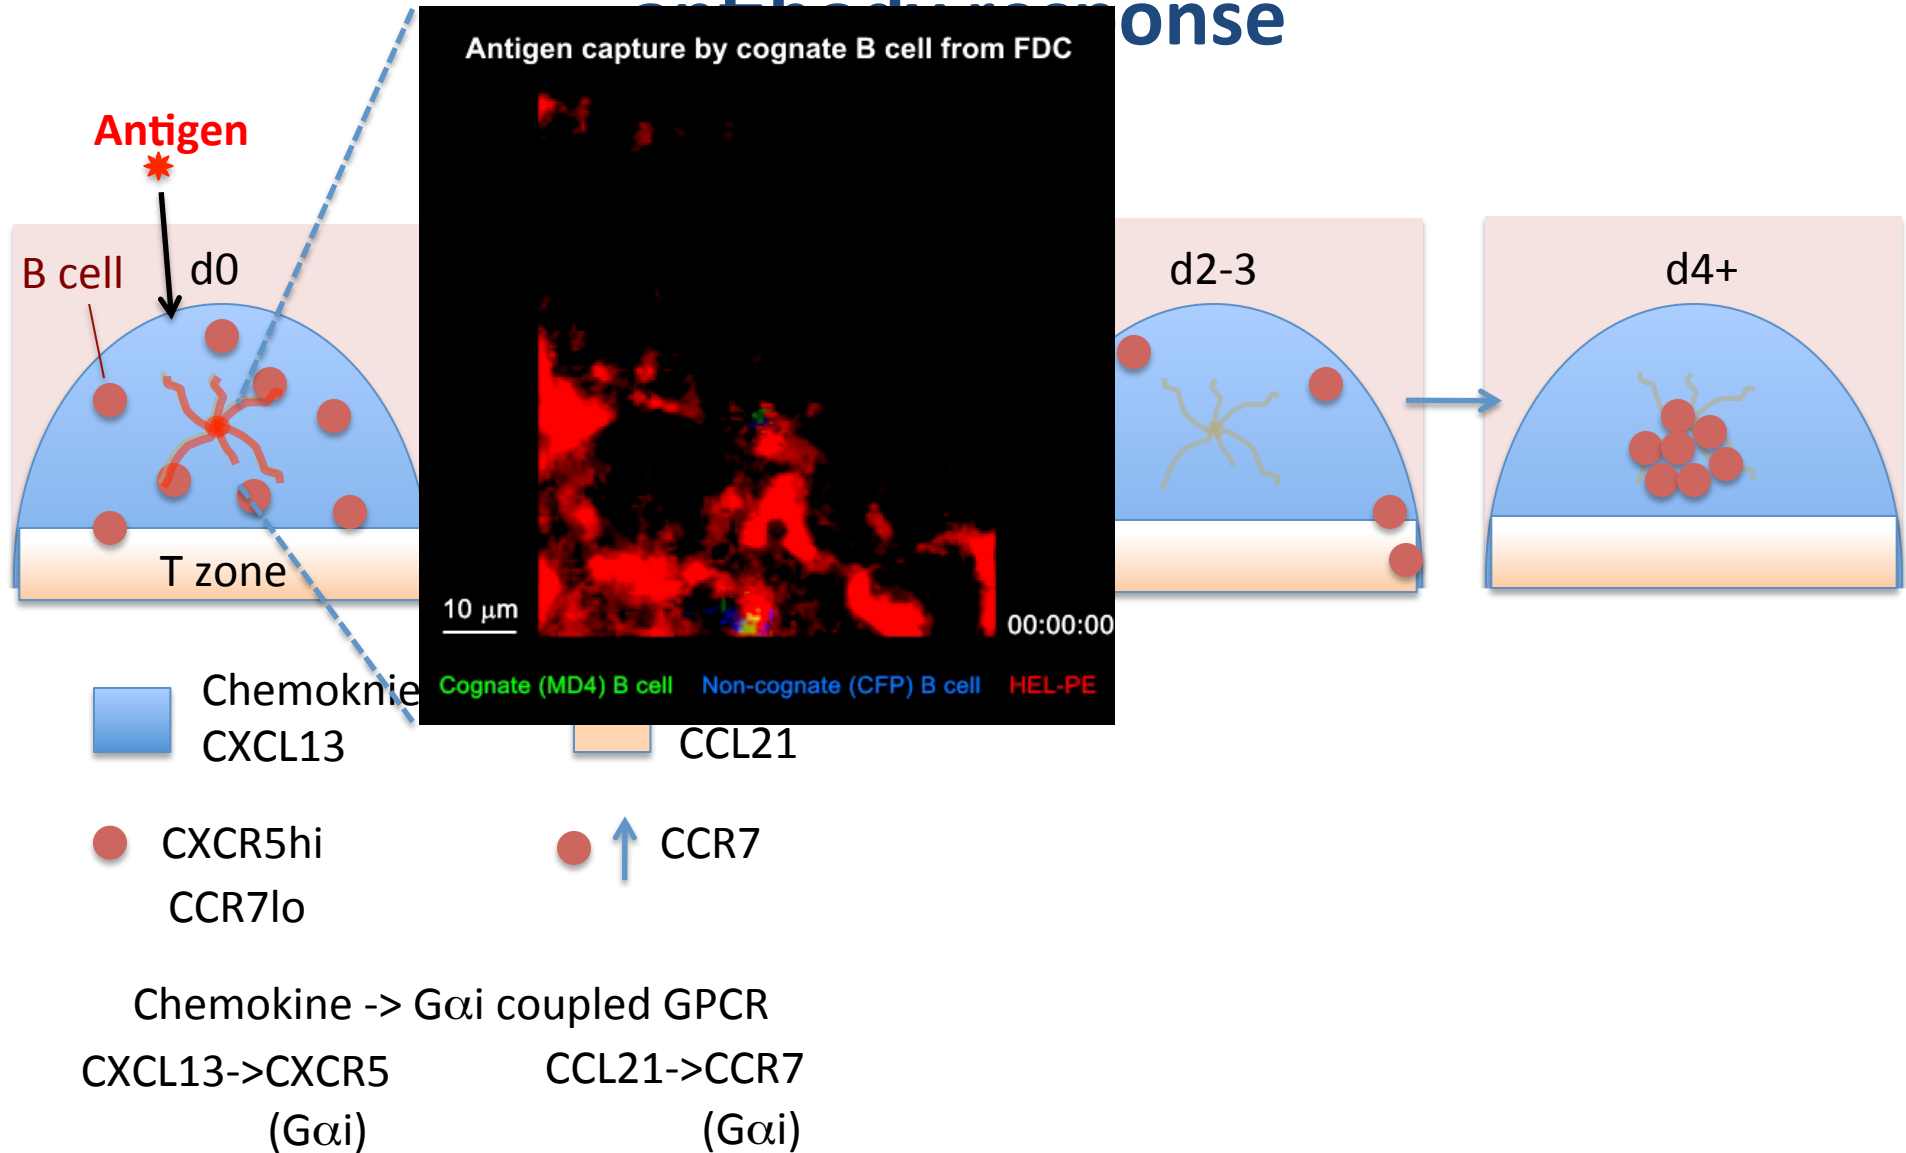 antibody response
Antigen capture by cognate B cell from FDC
Antigen
B cell
d0
d2-3
d4+
T zone
10 μm
00:00:00
Cognate (MD4) B cell Non-cognate (CFP) B cell HEL-PE
Chemoknie
CXCL13
CCL21
CXCR5hi
CCR7lo
CCR7
Chemokine -> Gαi coupled GPCR
CXCL13->CXCR5
(Gαi)
CCL21->CCR7
(Gαi)